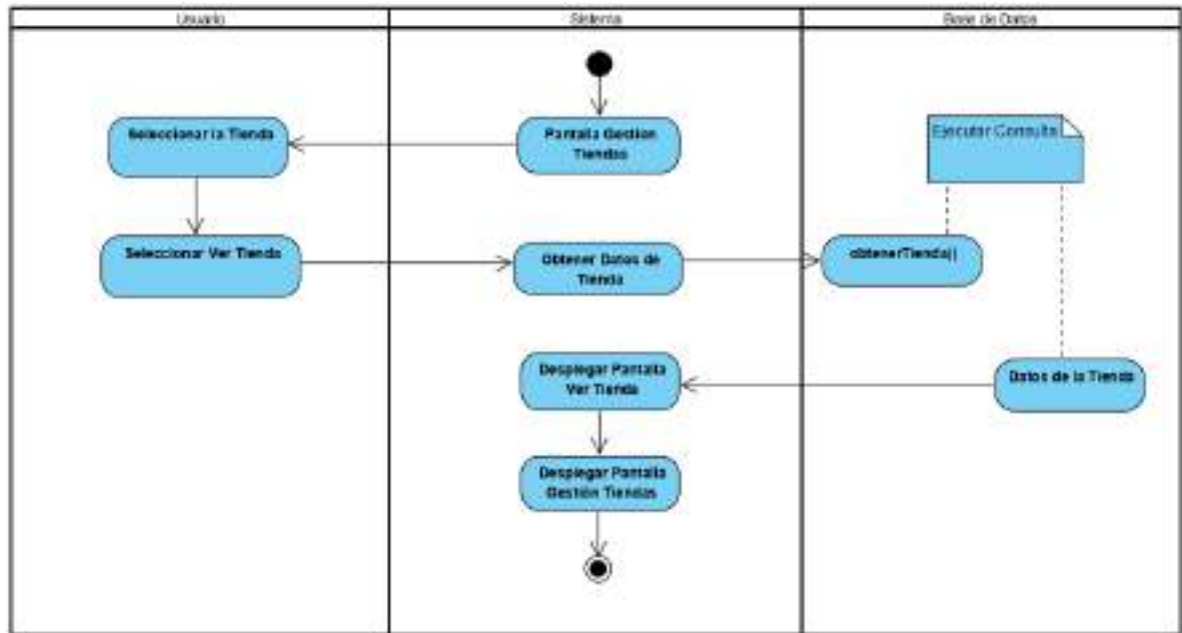 Usuario
Sistema
Base de Datos
Seleccionar la Tienda
Pantalla Gestion
Tiendas
Ejecutar Consulta
Seleccionar Ver Tienda
Obtener Datos de
Tienda
obtenerTienda()
Desplegar Pantalla
Ver Tienda
Datos de la Tienda
Desplegar Pantalla
Gestión Tiendas